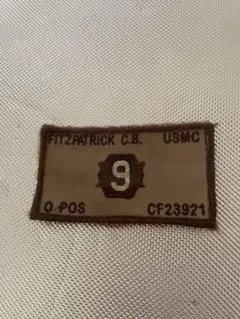 FITZPATRICK C.B. USMC
9
O POS CF23921